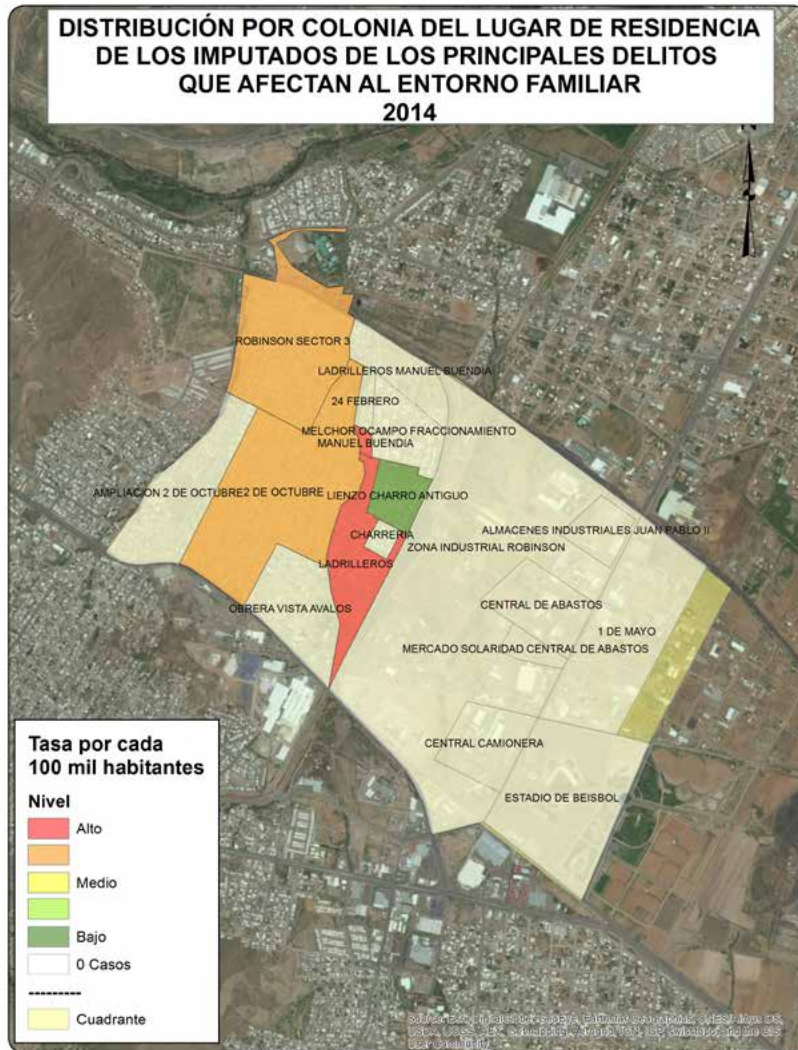 DISTRIBUCIÓN POR COLONIA DEL LUGAR DE RESIDENCIA
DE LOS IMPUTADOS DE LOS PRINCIPALES DELITOS
QUE AFECTAN AL ENTORNO FAMILIAR
2014
ROBINSON SECTOR 3
LADRILLEROS MANUEL BUENDIA
24 FEBRERO
MELCHOR OCAMPO FRACCIONAMIENTO
MANUEL BUENDIA
AMPLIACION 2 DE OCTUBRE
2 DE OCTUBRE
LIENZO CHARRO ANTIGUO
CHARRERIA
ALMACENES INDUSTRIALES JUAN PABLO II
ZONA INDUSTRIAL ROBINSON
LADRILLEROS
OBRERA VISTA AVALOS
CENTRAL DE ABASTOS
1 DE MAYO
MERCADO SOLARIDAD CENTRAL DE ABASTOS
CENTRAL CAMIONERA
ESTADIO DE BEISBOL
Tasa por cada
100 mil habitantes
Nivel
Alto
Medio
Bajo
0 Casos
---------
Cuadrante